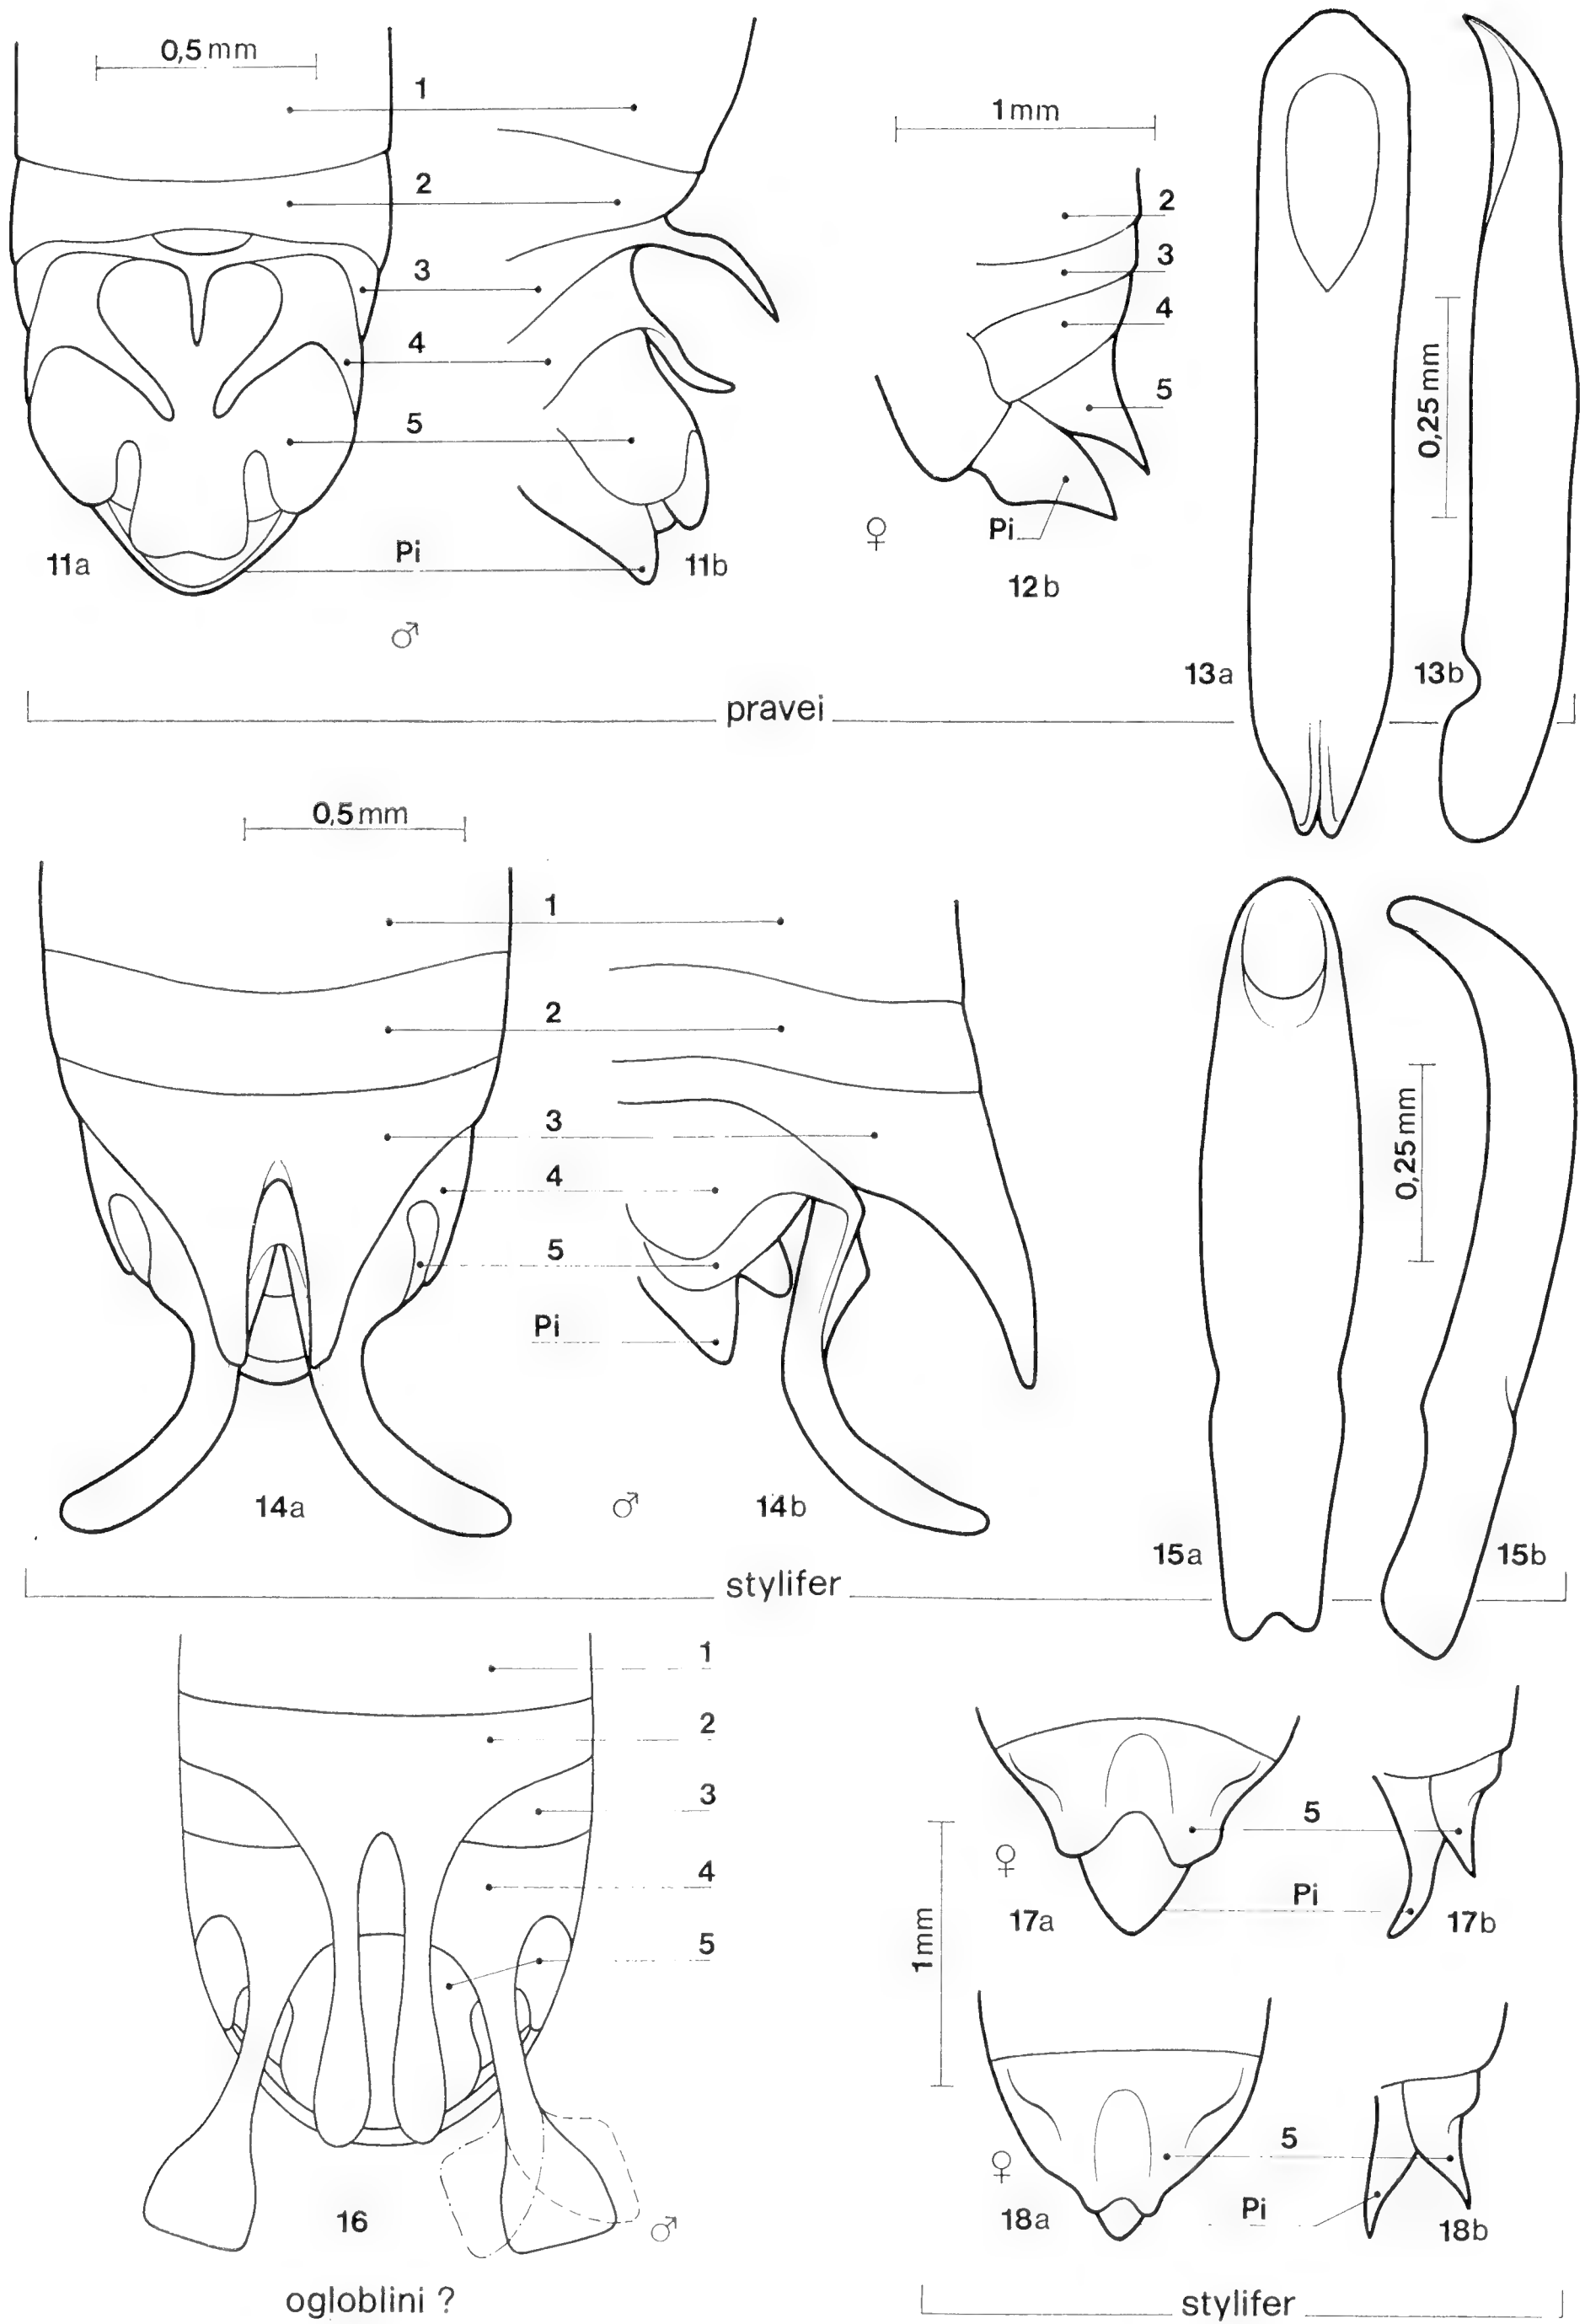 0,5 mm
1
2
3
4
5
Pi
11a
11b
♂
1 mm
2
3
4
5
Pi
♀
12b
0,25 mm
13a
13b
pravei
0,5 mm
1
2
3
4
5
Pi
14a
♂
14b
0,25 mm
15a
15b
stylifer
1
2
3
4
5
16
♂
ogloblini ?
1 mm
5
♀
Pi
17a
17b
5
♀
Pi
18a
18b
stylifer